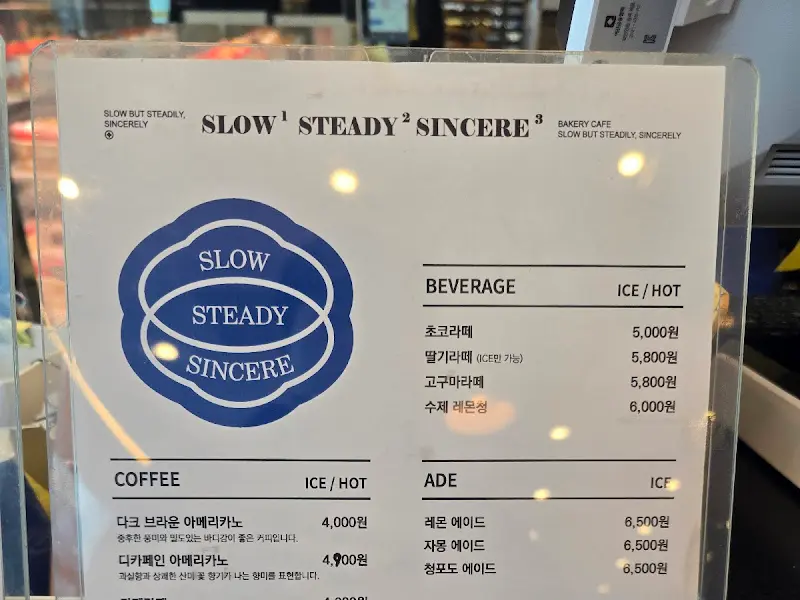 SLOW BUT STEADILY,
SINCERELY
SLOW¹ STEADY² SINCERE³
BAKERY CAFE
SLOW BUT STEADILY, SINCERELY
SLOW
STEADY
SINCERE
BEVERAGE ICE / HOT
초코라떼 5,000원
딸기라떼 (ICE만 가능) 5,800원
고구마라떼 5,800원
수제 레몬청 6,000원
COFFEE ICE / HOT
다크 브라운 아메리카노 4,000원
중후한 풍미와 밀도있는 바디감이 좋은 커피입니다.
디카페인 아메리카노 4,900원
과실향과 상쾌한 산미 꽃 향기가 나는 향미를 표현합니다.
ADE ICE
레몬 에이드 6,500원
자몽 에이드 6,500원
청포도 에이드 6,500원